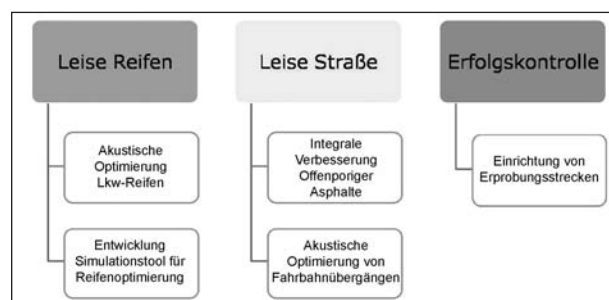 Leise Reifen
Akustische
Optimierung
Lkw-Reifen
Entwicklung
Simulationstool für
Reifenoptimierung
Leise Straße
Integrale
Verbesserung
Offenporiger
Asphalte
Akustische
Optimierung von
Fahrbahnübergängen
Erfolgskontrolle
Einrichtung von
Erprobungsstrecken